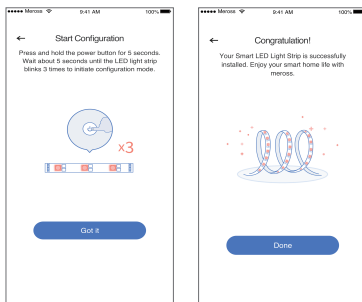 Meross 9:41 AM 100%
Start Configuration
Press and hold the power button for 5 seconds.
Wait about 5 seconds until the LED light strip
blinks 3 times to initiate configuration mode.
x3
Got it
Meross 9:41 AM 100%
Congratulation!
Your Smart LED Light Strip is successfully
installed. Enjoy your smart home life with
meross.
Done